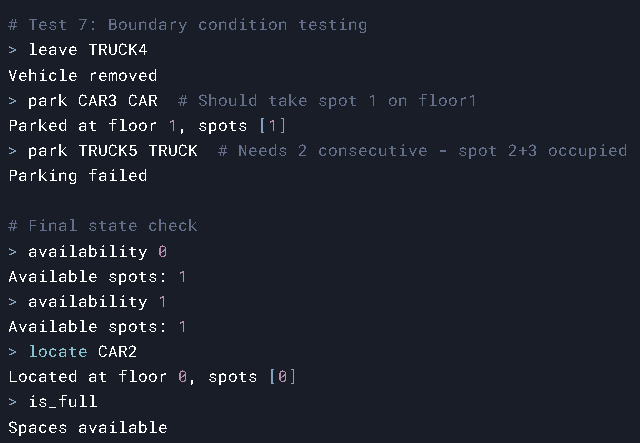 # Test 7: Boundary condition testing
> leave TRUCK4
Vehicle removed
> park CAR3 CAR  # Should take spot 1 on floor1
Parked at floor 1, spots [1]
> park TRUCK5 TRUCK  # Needs 2 consecutive - spot 2+3 occupied
Parking failed

# Final state check
> availability 0
Available spots: 1
> availability 1
Available spots: 1
> locate CAR2
Located at floor 0, spots [0]
> is_full
Spaces available